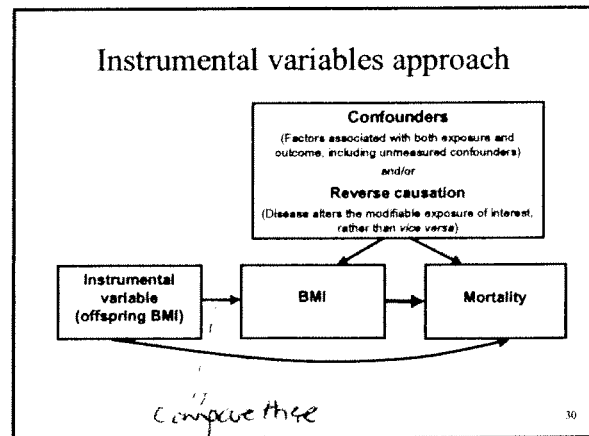 Instrumental variables approach
Confounders
(Factors associated with both exposure and
outcome, including unmeasured confounders)
and/or
Reverse causation
(Disease alters the modifiable exposure of interest,
rather than vice versa)
Instrumental
variable
(offspring BMI)
BMI
Mortality
compare these
30